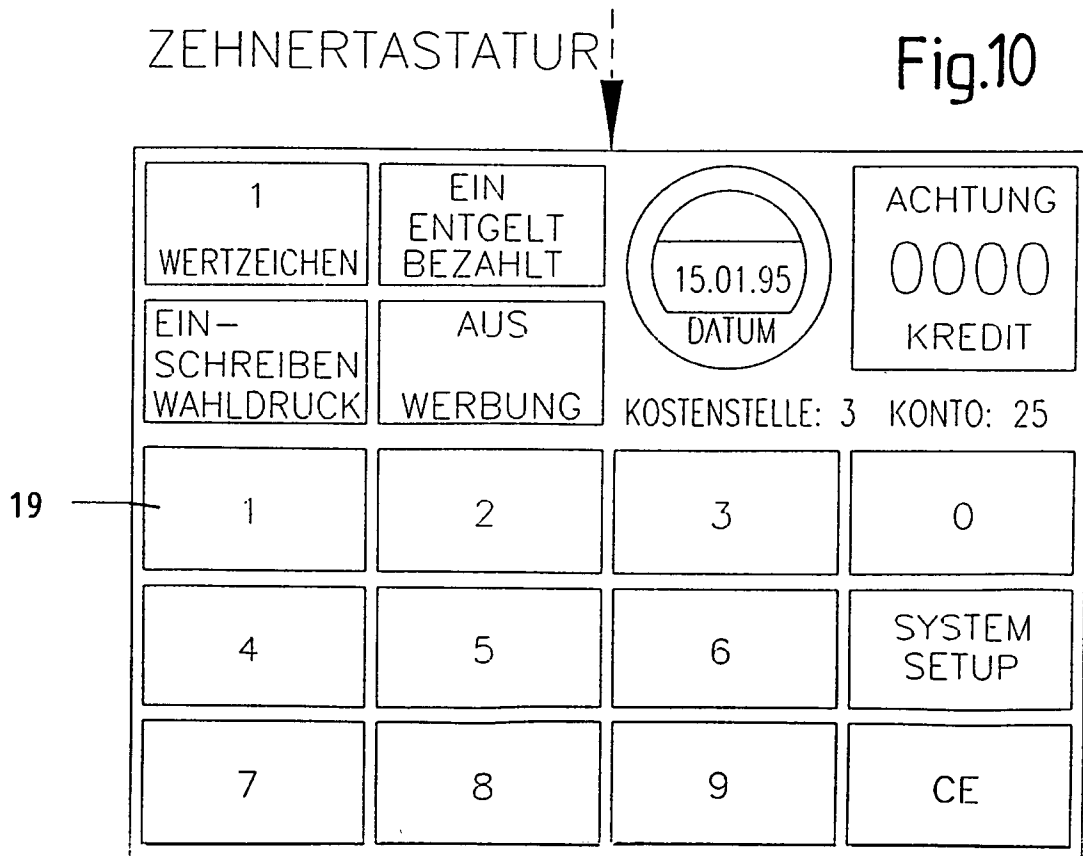 ZEHNERTASTATUR
Fig.10
1
WERTZEICHEN
EIN
ENTGELT
BEZAHLT
15.01.95
DATUM
ACHTUNG
0000
KREDIT
EIN-
SCHREIBEN
WAHLDRUCK
AUS
WERBUNG
KOSTENSTELLE: 3 KONTO: 25
19
1 2 3 0
4 5 6
SYSTEM
SETUP
7 8 9 CE